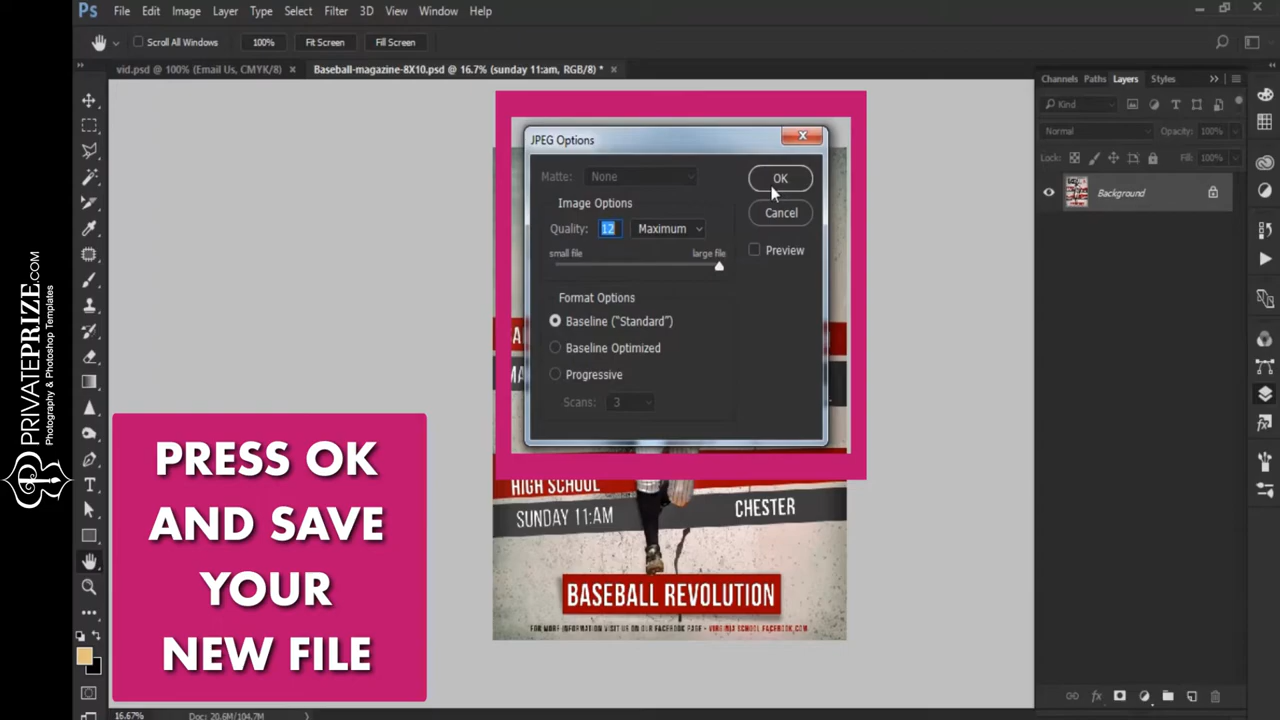 Ps File Edit Image Layer Type Select Filter 3D View Window Help
Scroll All Windows 100% Fit Screen Fill Screen
vid.psd @ 100% (Email Us, CMYK/8) × Baseball-magazine-8X10.psd @ 16.7% (sunday 11:am, RGB/8) * ×
Channels Paths Layers Styles
Kind
Normal Opacity: 100%
Lock: Fill: 100%
Background
JPEG Options
Matte: None
OK
Image Options
Quality: 12 Maximum
Cancel
small file large file
Preview
Format Options
Baseline ("Standard")
Baseline Optimized
Progressive
Scans: 3
HIGH SCHOOL
SUNDAY 11:AM
CHESTER
BASEBALL REVOLUTION
FOR MORE INFORMATION VISIT US ON OUR FACEBOOK PAGE - VIRGINIA SCHOOL FACEBOOK.COM
PRESS OK
AND SAVE
YOUR
NEW FILE
PRIVATEPRIZE.COM
Photography & Photoshop Templates
16.67% Doc: 20.6M/104.7M